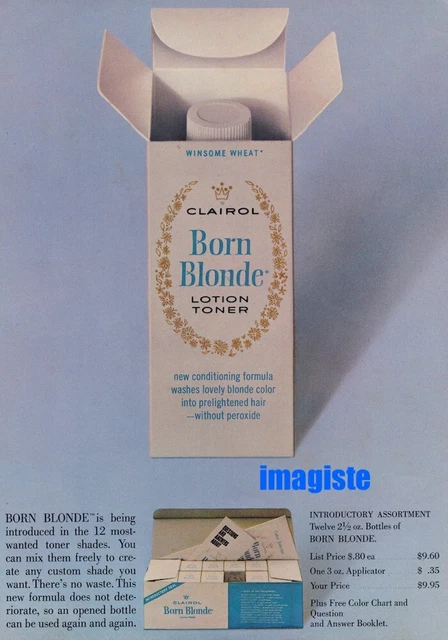 WINSOME WHEAT*
CLAIROL
Born
Blonde®
LOTION
TONER
new conditioning formula
washes lovely blonde color
into prelightened hair
—without peroxide
imagiste
BORN BLONDE™ is being
introduced in the 12 most-
wanted toner shades. You
can mix them freely to cre-
ate any custom shade you
want. There's no waste. This
new formula does not dete-
riorate, so an opened bottle
can be used again and again.
CLAIROL
Born Blonde
INTRODUCTORY ASSORTMENT
Twelve 2½ oz. Bottles of
BORN BLONDE.
List Price $.80 ea $9.60
One 3 oz. Applicator $ .35
Your Price $9.95
Plus Free Color Chart and
Question
and Answer Booklet.